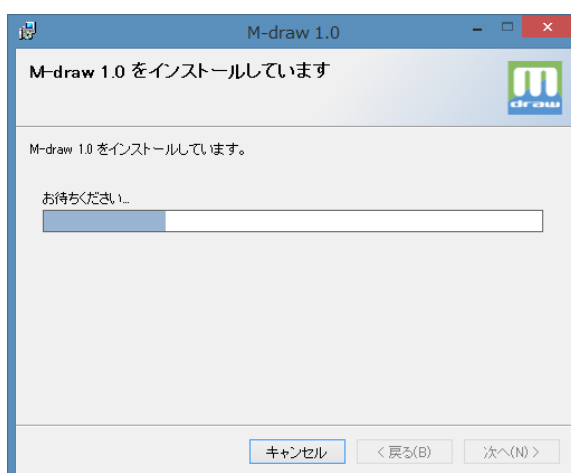 M-draw 1.0
M-draw 1.0 をインストールしています
m
draw
M-draw 1.0 をインストールしています。
お待ちください...
キャンセル
< 戻る(B)
次へ(N) >